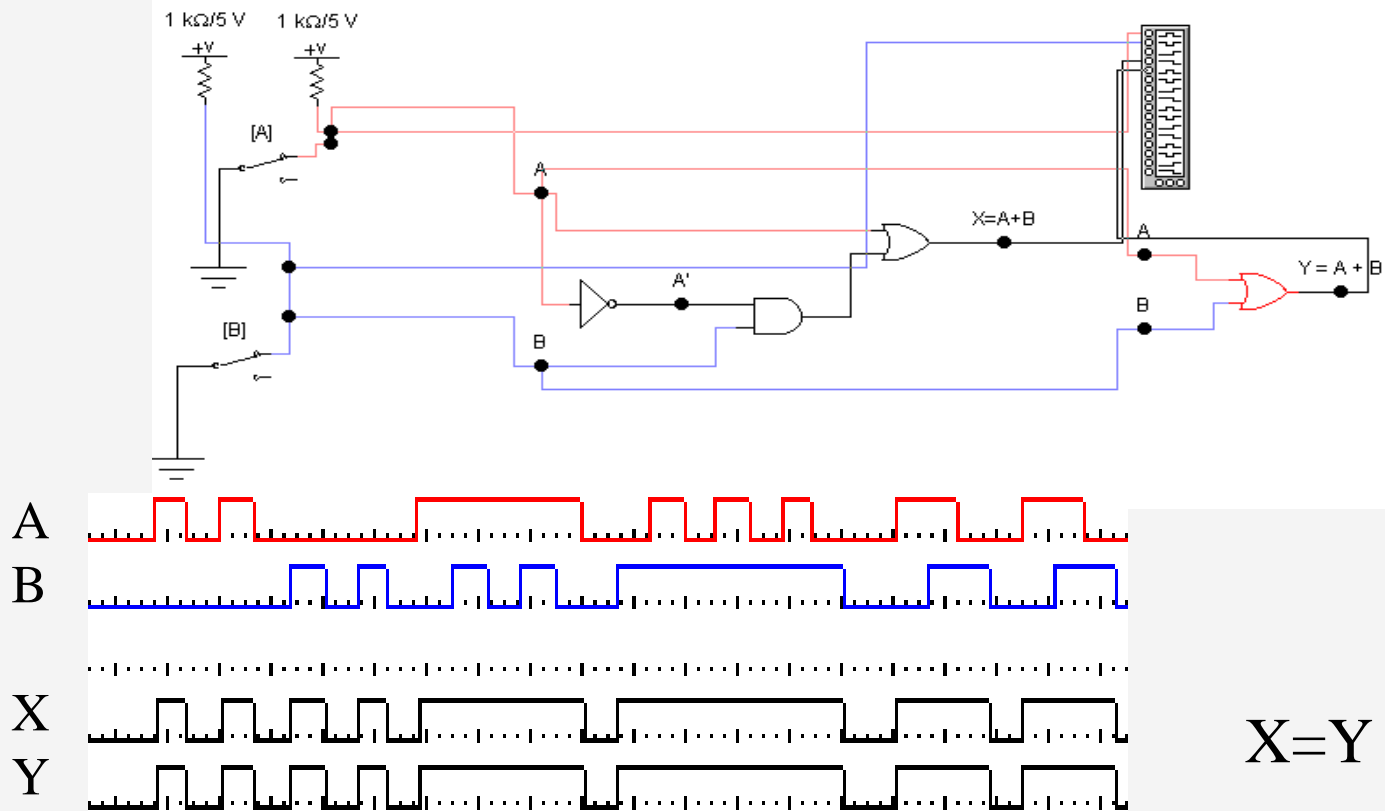 1 kΩ/5 V 1 kΩ/5 V
+V +V
[A]
A
X=A+B
A
Y = A + B
A'
B
[B]
B
A
B
X
X=Y
Y